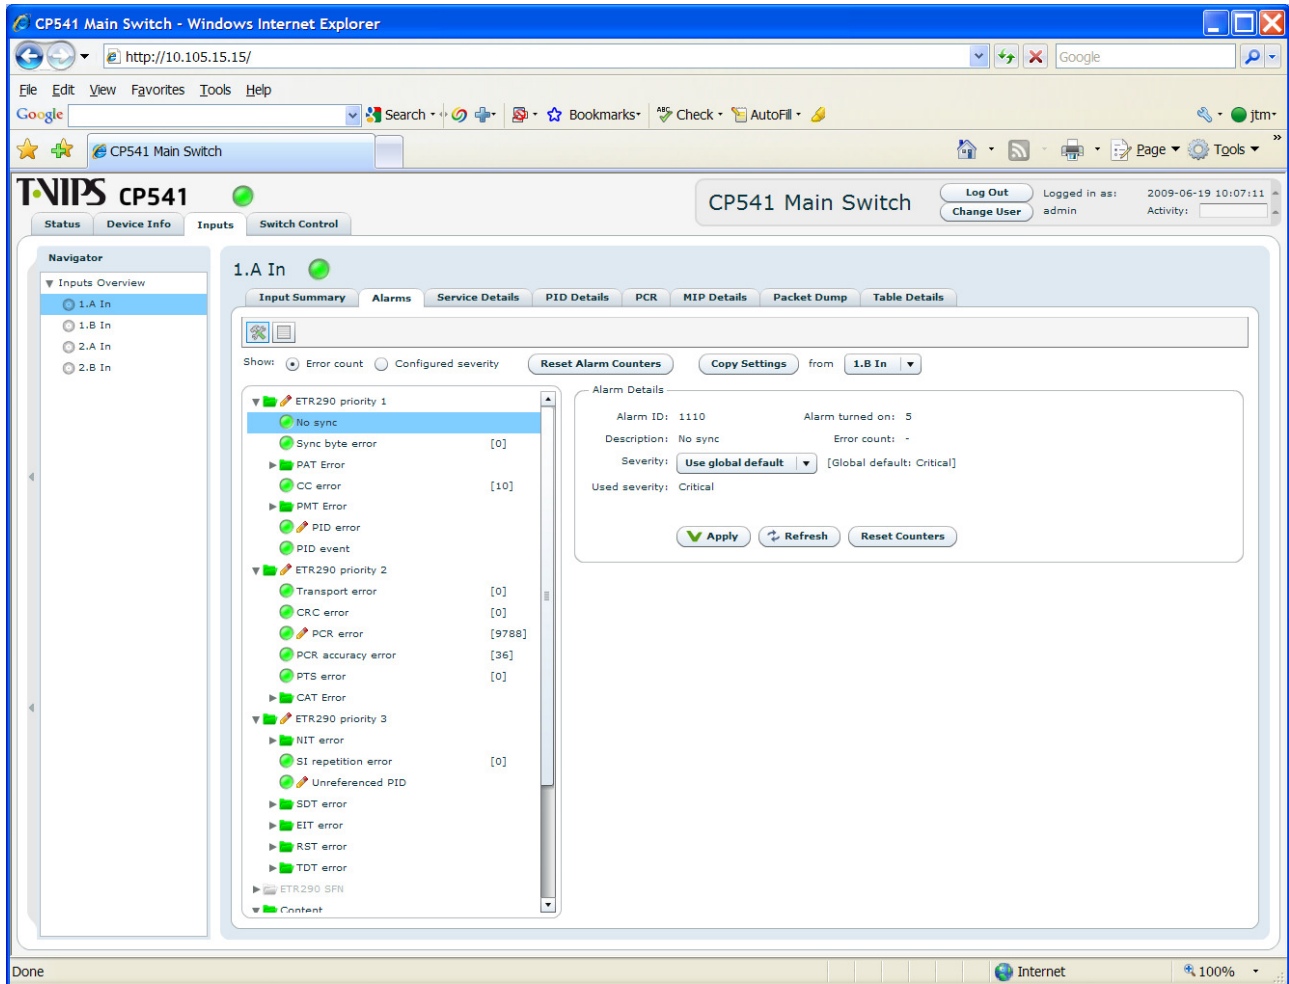 CP541 Main Switch - Windows Internet Explorer
http://10.105.15.15/
Google
File Edit View Favorites Tools Help
Google Search Bookmarks ABC Check AutoFill jtm
CP541 Main Switch Page Tools
T-VIPS CP541
CP541 Main Switch
Log Out Logged in as: 2009-06-19 10:07:11
Change User admin Activity:
Status Device Info Inputs Switch Control
Navigator
Inputs Overview
1.A In
1.B In
2.A In
2.B In
1.A In
Input Summary Alarms Service Details PID Details PCR MIP Details Packet Dump Table Details
Show: Error count Configured severity Reset Alarm Counters Copy Settings from 1.B In
ETR290 priority 1
No sync
Sync byte error [0]
PAT Error
CC error [10]
PMT Error
PID error
PID event
ETR290 priority 2
Transport error [0]
CRC error [0]
PCR error [9788]
PCR accuracy error [36]
PTS error [0]
CAT Error
ETR290 priority 3
NIT error
SI repetition error [0]
Unreferenced PID
SDT error
EIT error
RST error
TDT error
ETR290 SFN
Content
Alarm Details
Alarm ID: 1110 Alarm turned on: 5
Description: No sync Error count: -
Severity: Use global default [Global default: Critical]
Used severity: Critical
Apply Refresh Reset Counters
Done Internet 100%